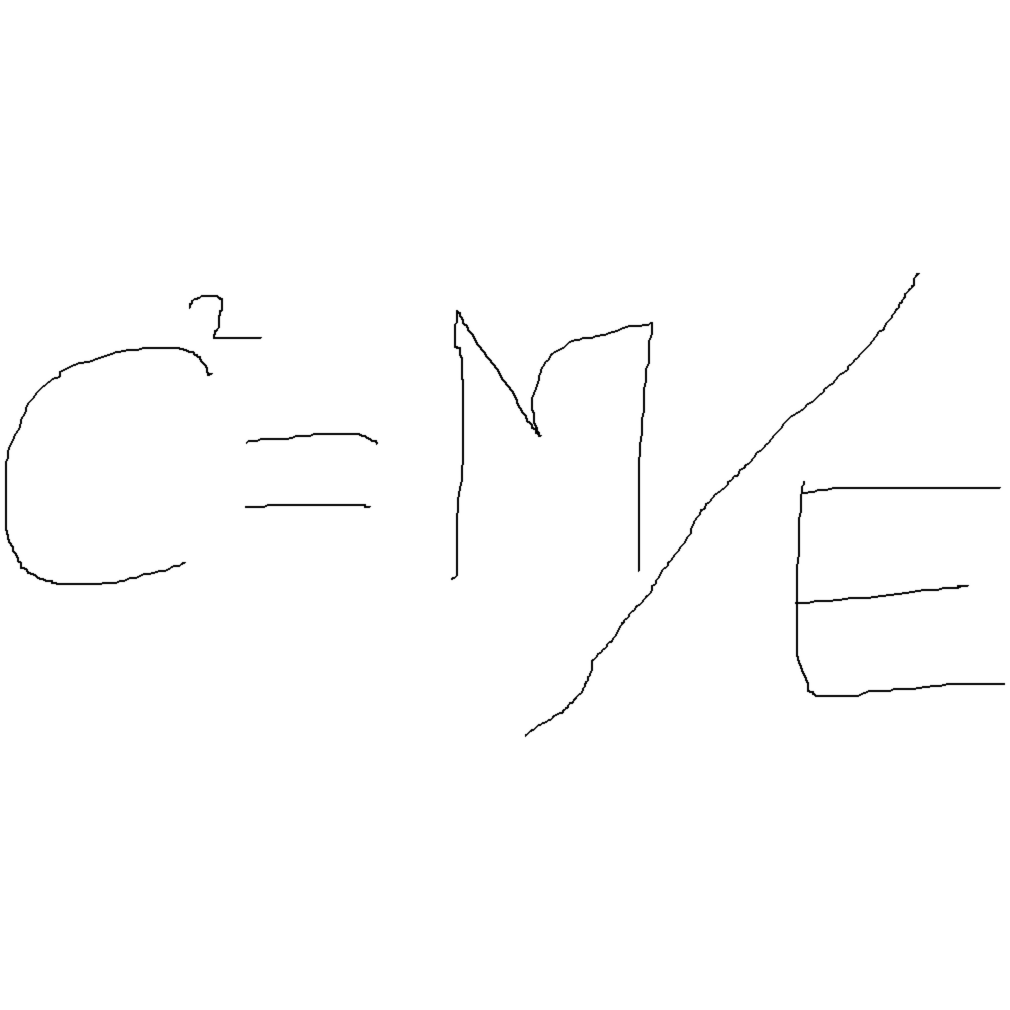 C² = M/E